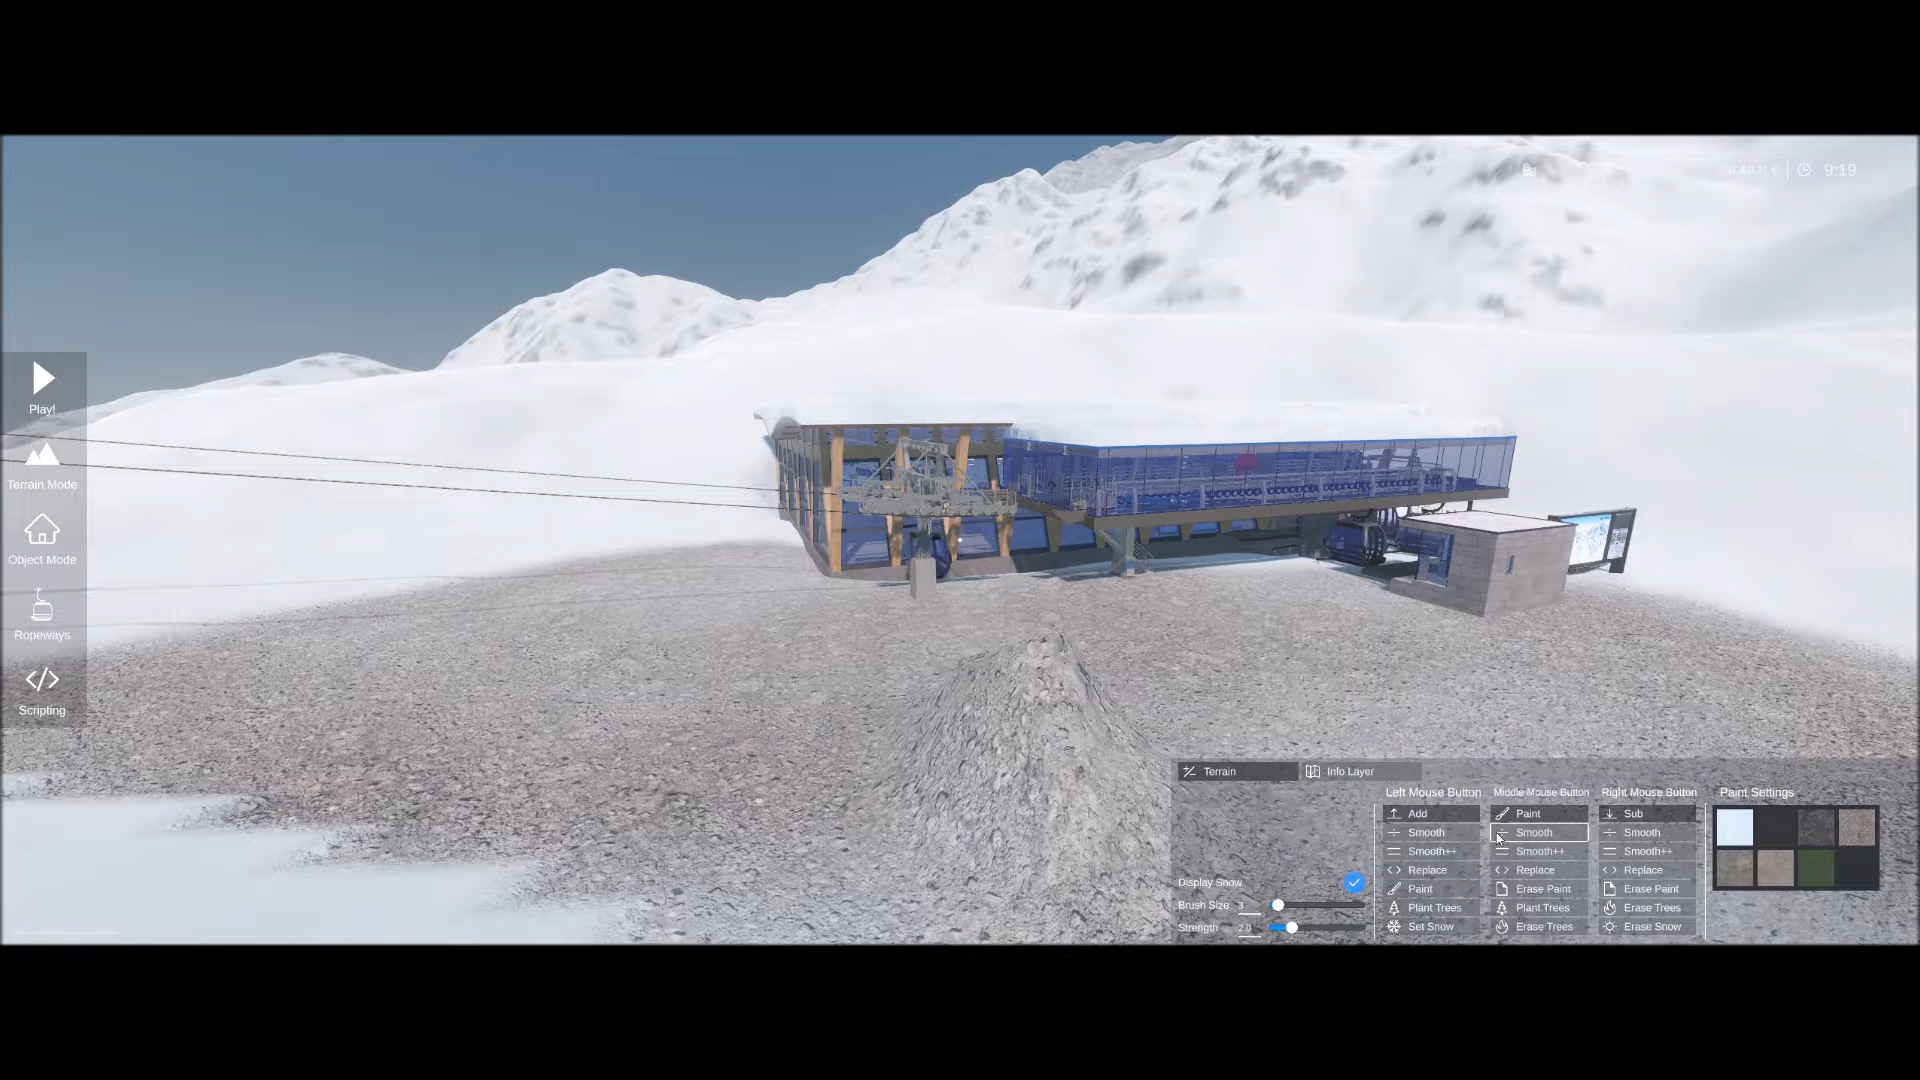 9:19
Play!
Terrain Mode
Object Mode
Ropeways
Scripting
Terrain
Info Layer
Left Mouse Button
Middle Mouse Button
Right Mouse Button
Paint Settings
Add
Paint
Sub
Smooth
Smooth
Smooth
Smooth++
Smooth++
Smooth++
Replace
Replace
Replace
Paint
Erase Paint
Erase Paint
Plant Trees
Plant Trees
Erase Trees
Set Snow
Erase Trees
Erase Snow
Display Snow
Brush Size 3
Strength 2.0